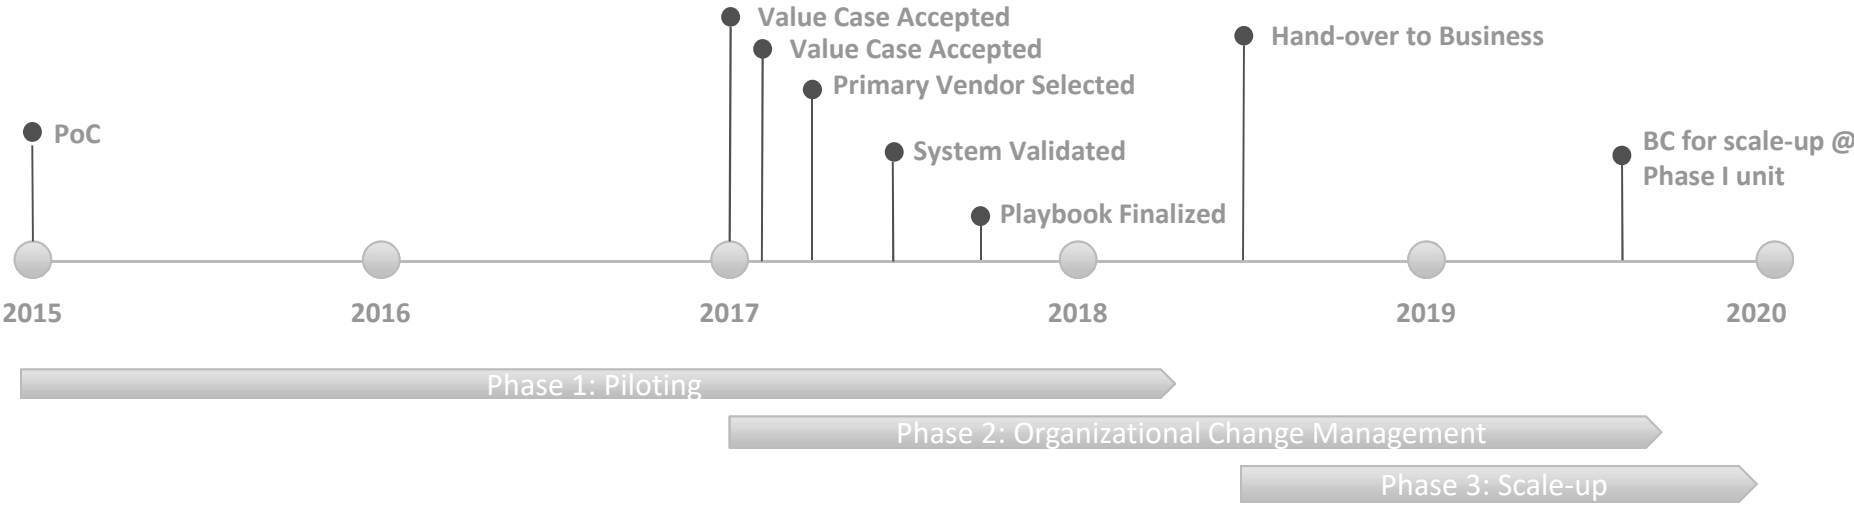 Value Case Accepted
Value Case Accepted
Hand-over to Business
Primary Vendor Selected
PoC
System Validated
BC for scale-up @
Phase I unit
Playbook Finalized
2015
2016
2017
2018
2019
2020
Phase 1: Piloting
Phase 2: Organizational Change Management
Phase 3: Scale-up